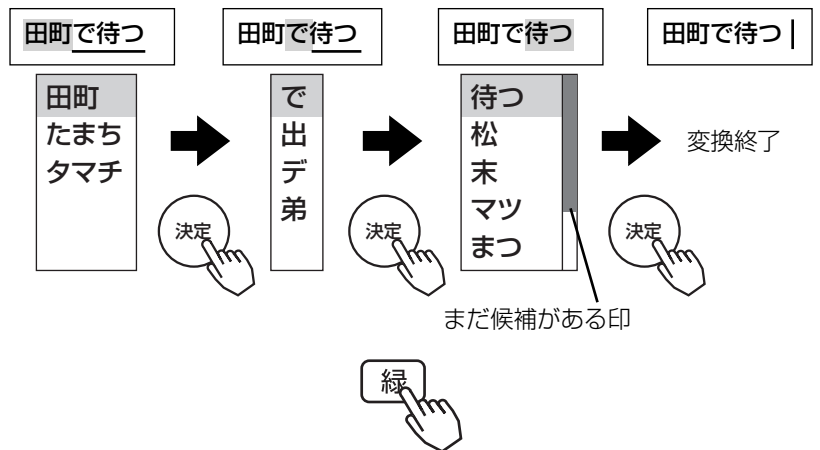 田町で待つ
田町で待つ
田町で待つ
田町で待つ
田町
たまち
タマチ
決定
で
出
デ
弟
決定
待つ
松
末
マツ
まつ
決定
変換終了
まだ候補がある印
緑